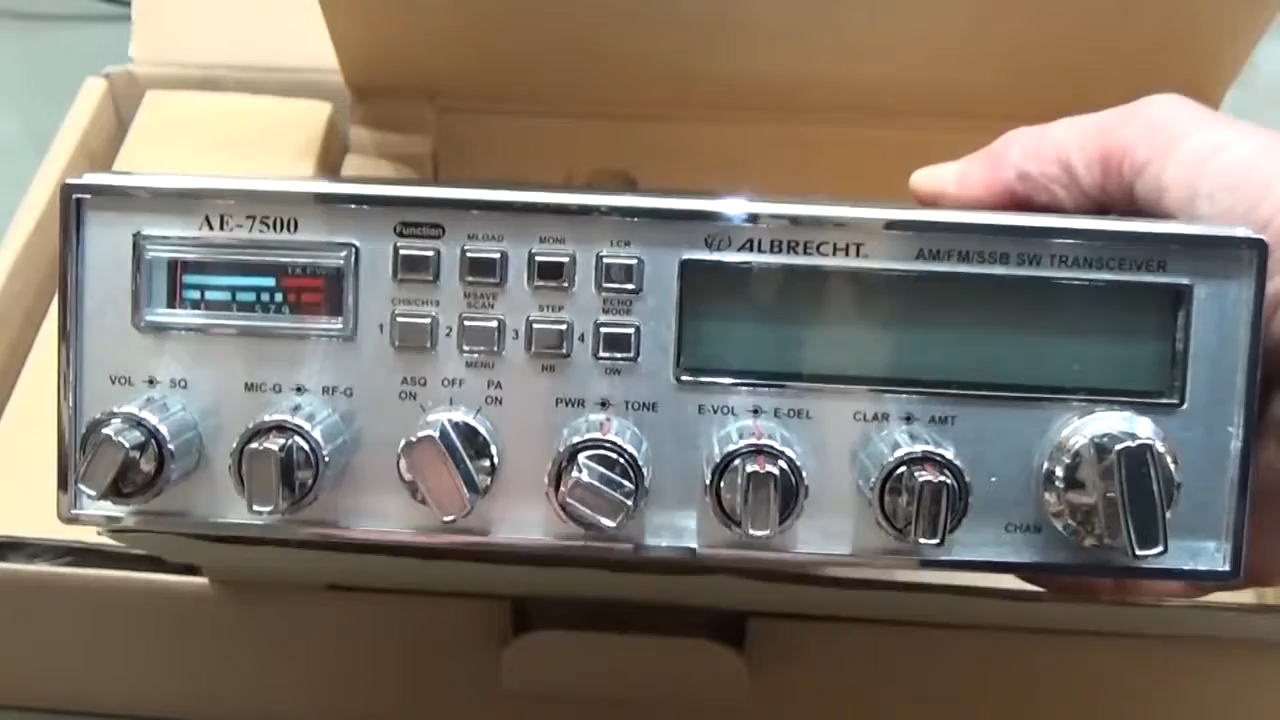 AE-7500
Function
MLOAD
MONI
LCR
ALBRECHT
AM/FM/SSB SW TRANSCEIVER
CH9/CH19
MSAVE
SCAN
STEP
ECHO
MODE
1
2
3
4
MENU
NB
DW
VOL SQ
MIC-G RF-G
ASQ
ON
OFF
PA
ON
PWR TONE
E-VOL E-DEL
CLAR AMT
CHAN